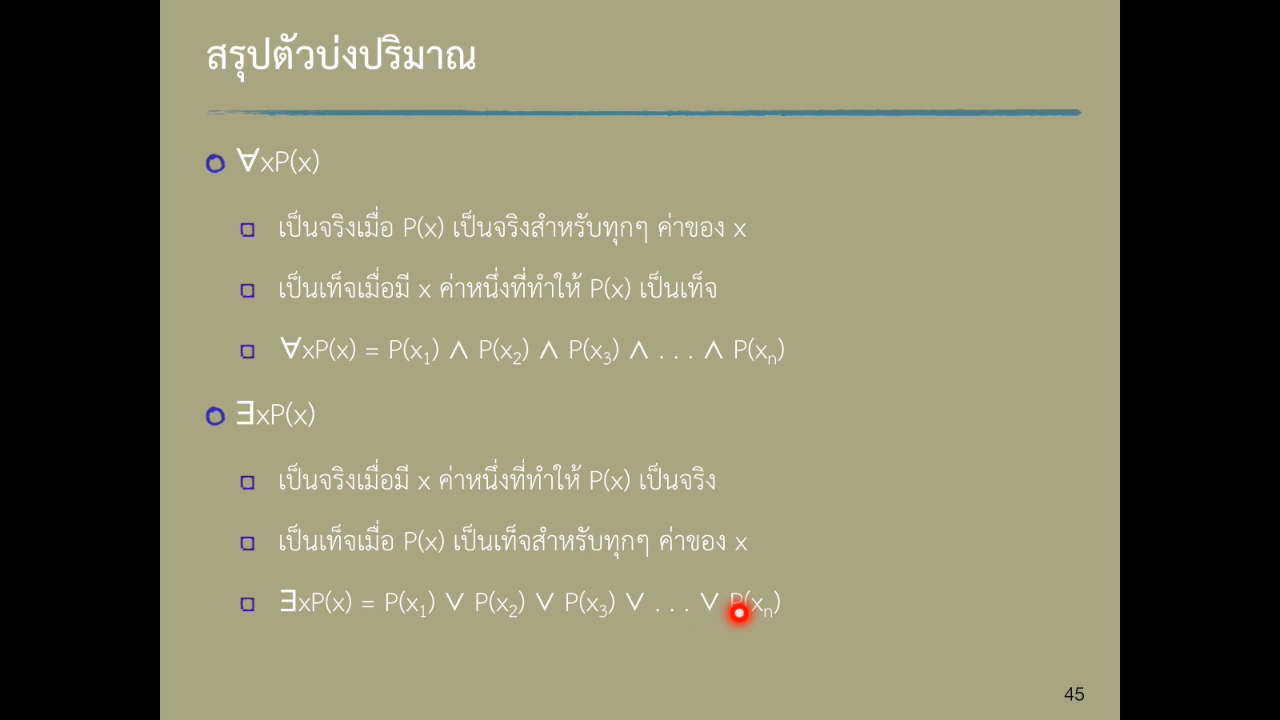 สรุปตัวบ่งปริมาณ
∀xP(x)
เป็นจริงเมื่อ P(x) เป็นจริงสำหรับทุกๆ ค่าของ x
เป็นเท็จเมื่อมี x ค่าหนึ่งที่ทำให้ P(x) เป็นเท็จ
∀xP(x) = P(x₁) ∧ P(x₂) ∧ P(x₃) ∧ . . . ∧ P(xₙ)
∃xP(x)
เป็นจริงเมื่อมี x ค่าหนึ่งที่ทำให้ P(x) เป็นจริง
เป็นเท็จเมื่อ P(x) เป็นเท็จสำหรับทุกๆ ค่าของ x
∃xP(x) = P(x₁) ∨ P(x₂) ∨ P(x₃) ∨ . . . ∨ P(xₙ)
45